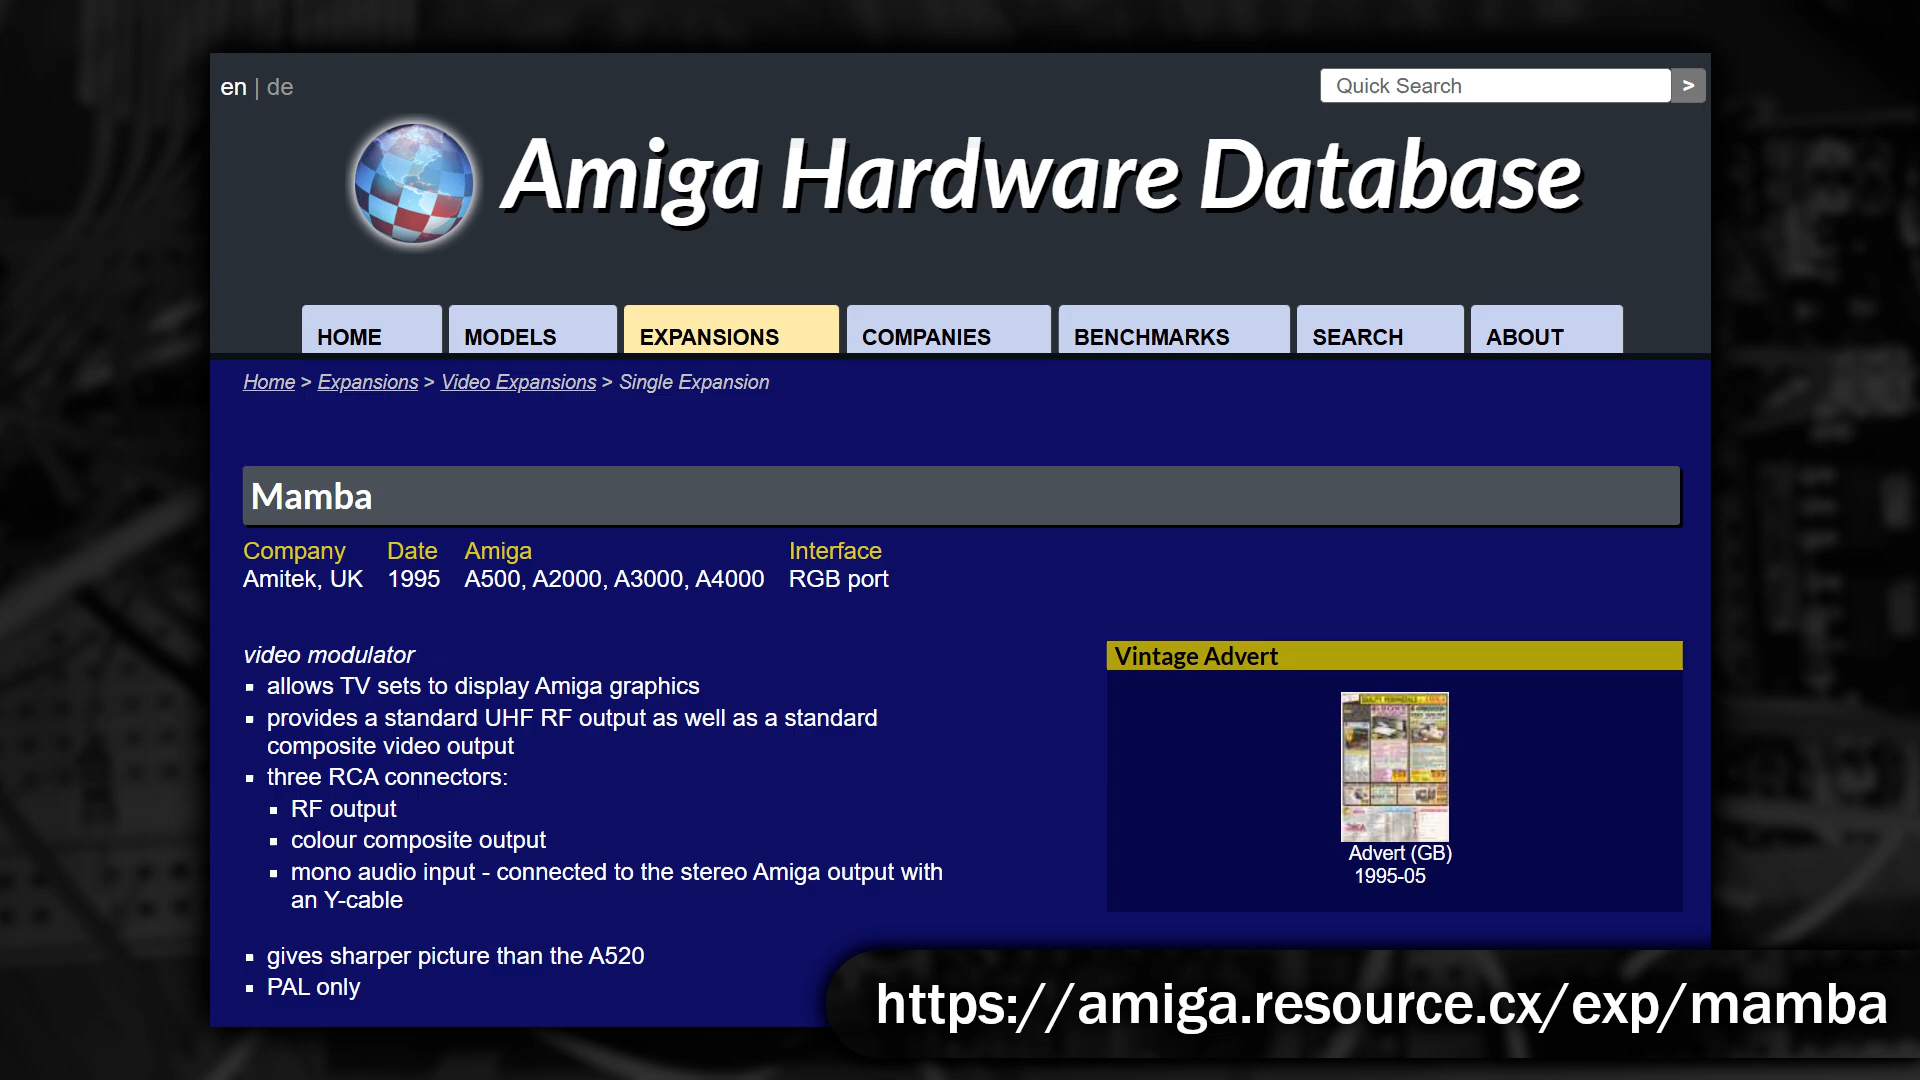 en | de
Quick Search
>
Amiga Hardware Database
HOME
MODELS
EXPANSIONS
COMPANIES
BENCHMARKS
SEARCH
ABOUT
Home > Expansions > Video Expansions > Single Expansion
Mamba
Company Date Amiga Interface
Amitek, UK 1995 A500, A2000, A3000, A4000 RGB port
video modulator
allows TV sets to display Amiga graphics
provides a standard UHF RF output as well as a standard
composite video output
three RCA connectors:
RF output
colour composite output
mono audio input - connected to the stereo Amiga output with
an Y-cable
gives sharper picture than the A520
PAL only
Vintage Advert
Advert (GB)
1995-05
https://amiga.resource.cx/exp/mamba